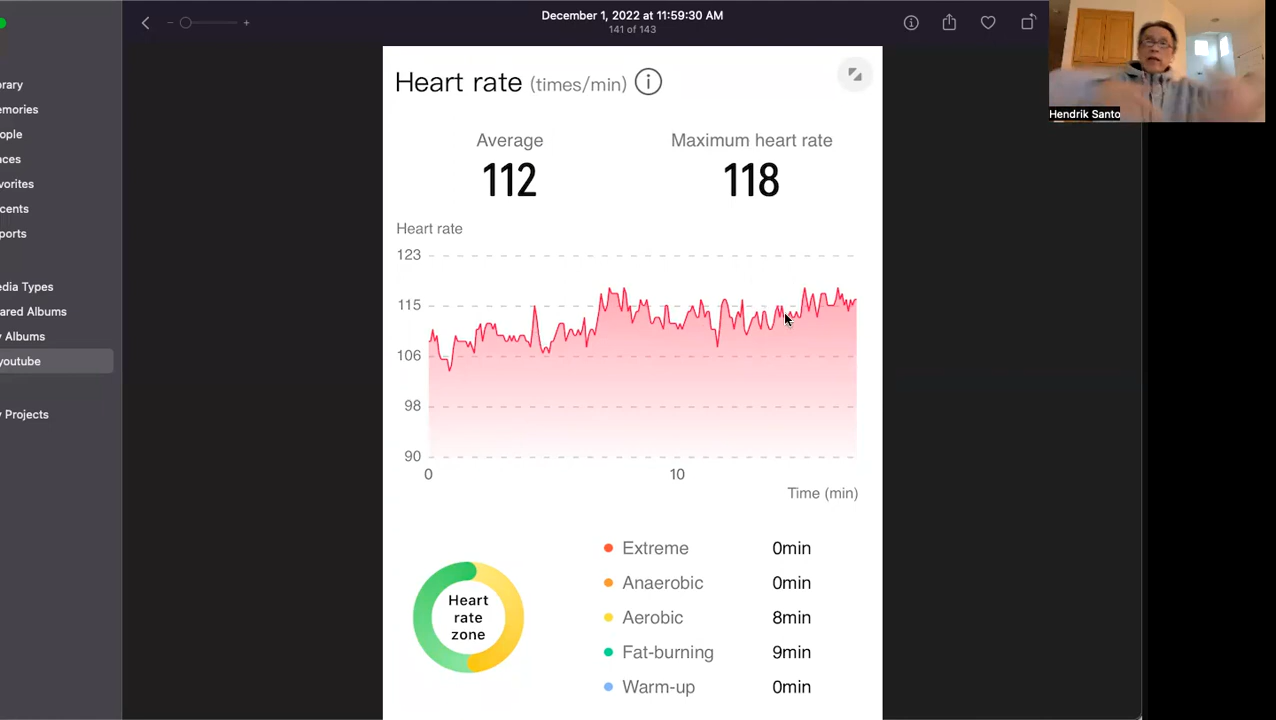 December 1, 2022 at 11:59:30 AM
141 of 143
brary
emories
ople
aces
vorites
cents
ports
edia Types
ared Albums
y Albums
youtube
y Projects
Hendrik Santo
Heart rate (times/min)
Average
Maximum heart rate
112
118
Heart rate
123
115
106
98
90
0
10
Time (min)
Heart
rate
zone
Extreme 0min
Anaerobic 0min
Aerobic 8min
Fat-burning 9min
Warm-up 0min